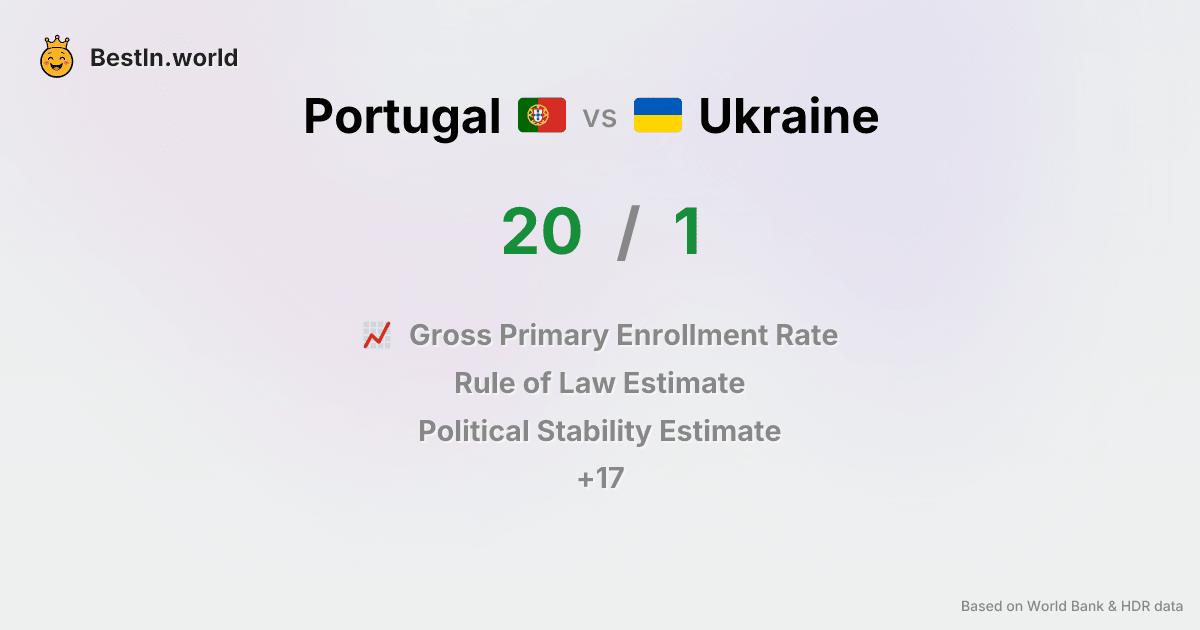 BestIn.world
Portugal vs Ukraine
20 / 1
Gross Primary Enrollment Rate
Rule of Law Estimate
Political Stability Estimate
+17
Based on World Bank & HDR data